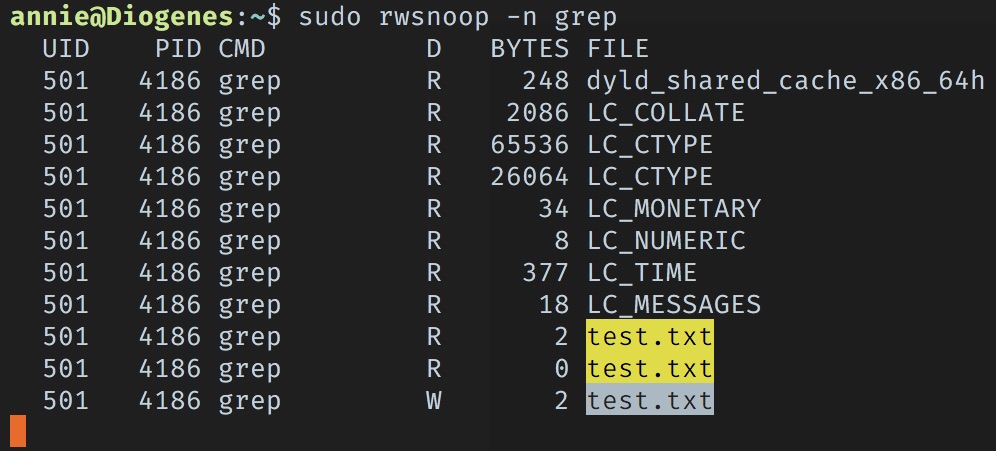 annie@Diogenes:~$ sudo rwsnoop -n grep
UID PID CMD D BYTES FILE
501 4186 grep R 248 dyld_shared_cache_x86_64h
501 4186 grep R 2086 LC_COLLATE
501 4186 grep R 65536 LC_CTYPE
501 4186 grep R 26064 LC_CTYPE
501 4186 grep R 34 LC_MONETARY
501 4186 grep R 8 LC_NUMERIC
501 4186 grep R 377 LC_TIME
501 4186 grep R 18 LC_MESSAGES
501 4186 grep R 2 test.txt
501 4186 grep R 0 test.txt
501 4186 grep W 2 test.txt